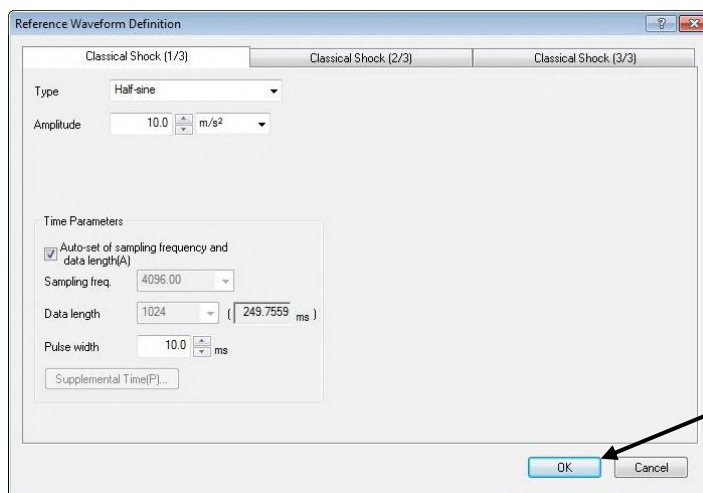 Reference Waveform Definition
Classical Shock (1/3)
Classical Shock (2/3)
Classical Shock (3/3)
Type Half-sine
Amplitude 10.0 m/s²
Time Parameters
Auto-set of sampling frequency and
data length(A)
Sampling freq. 4096.00
Data length 1024 ( 249.7559 ms )
Pulse width 10.0 ms
Supplemental Time(P)...
OK Cancel